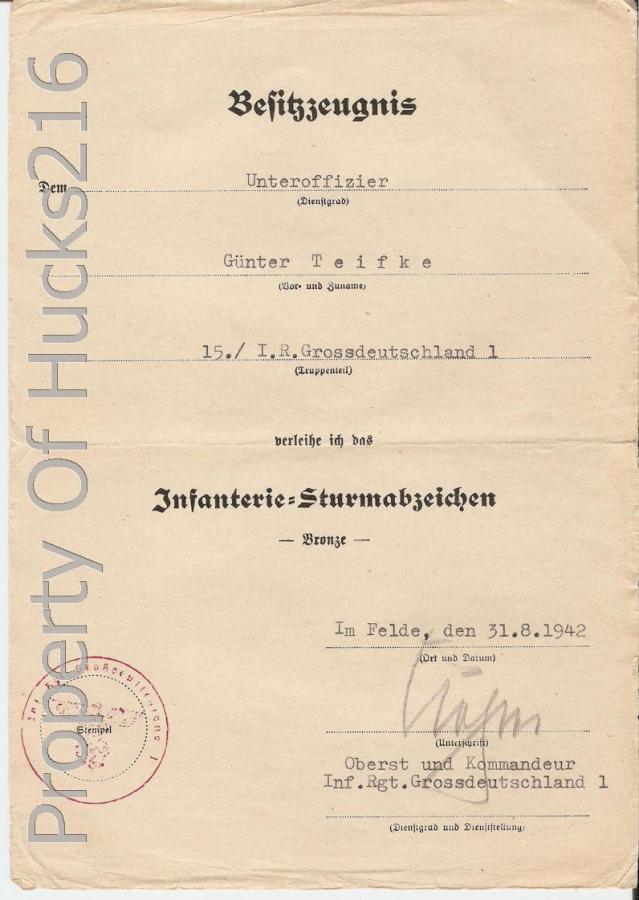 Besitzzeugnis
Dem
Unteroffizier
(Dienstgrad)
Günter Teifke
(Vor- und Zuname)
15./ I.R.Grossdeutschland 1
(Truppenteil)
verleihe ich das
Infanterie=Sturmabzeichen
— Bronze —
Im Felde, den 31.8.1942
(Ort und Datum)
Stempel
(Unterschrift)
Oberst und Kommandeur
Inf.Rgt.Grossdeutschland 1
(Dienstgrad und Dienststellung)
Property Of Hucks216